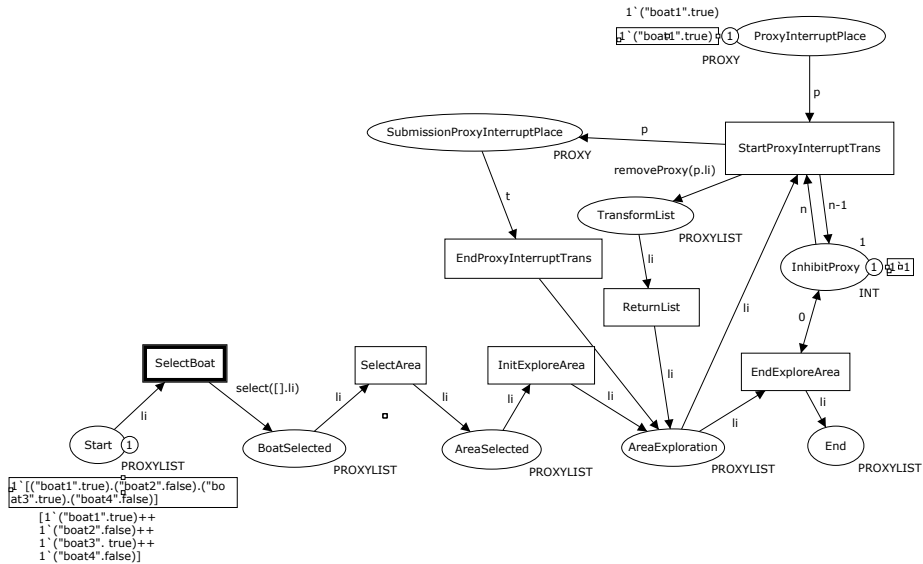 1`("boat1".true)
1`("boat1".true)
1
ProxyInterruptPlace
PROXY
p
SubmissionProxyInterruptPlace
PROXY
p
StartProxyInterruptTrans
t
removeProxy(p.li)
TransformList
PROXYLIST
n
n-1
1
InhibitProxy
1
1`1
INT
EndProxyInterruptTrans
li
ReturnList
li
0
SelectBoat
SelectArea
InitExploreArea
EndExploreArea
li
select([].li)
li
li
li
li
li
li
li
Start
1
PROXYLIST
BoatSelected
PROXYLIST
AreaSelected
PROXYLIST
AreaExploration
PROXYLIST
End
PROXYLIST
1`[("boat1".true).("boat2".false).("bo
at3".true).("boat4".false)]
[1`("boat1".true)++
1`("boat2".false)++
1`("boat3". true)++
1`("boat4".false)]